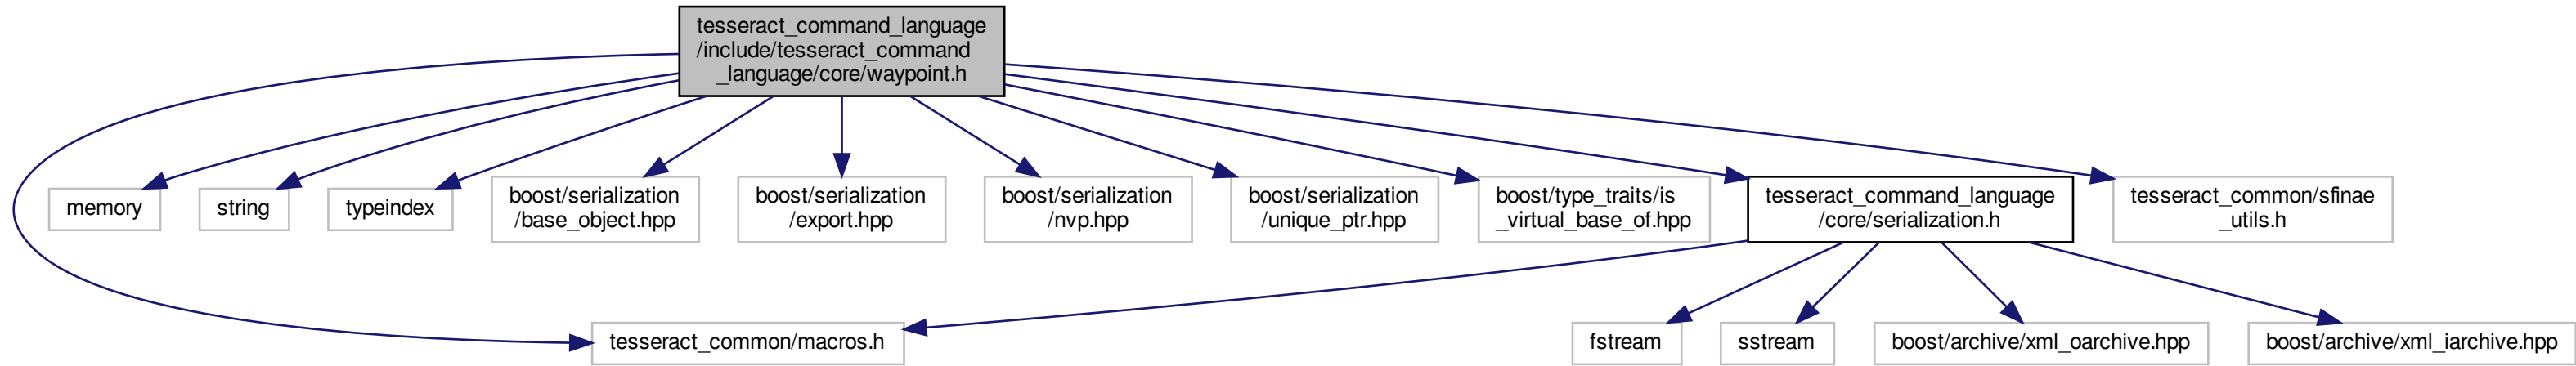 tesseract_command_language
/include/tesseract_command
_language/core/waypoint.h
memory
string
typeindex
boost/serialization
/base_object.hpp
boost/serialization
/export.hpp
boost/serialization
/nvp.hpp
boost/serialization
/unique_ptr.hpp
boost/type_traits/is
_virtual_base_of.hpp
tesseract_command_language
/core/serialization.h
tesseract_common/sfinae
_utils.h
tesseract_common/macros.h
fstream
sstream
boost/archive/xml_oarchive.hpp
boost/archive/xml_iarchive.hpp